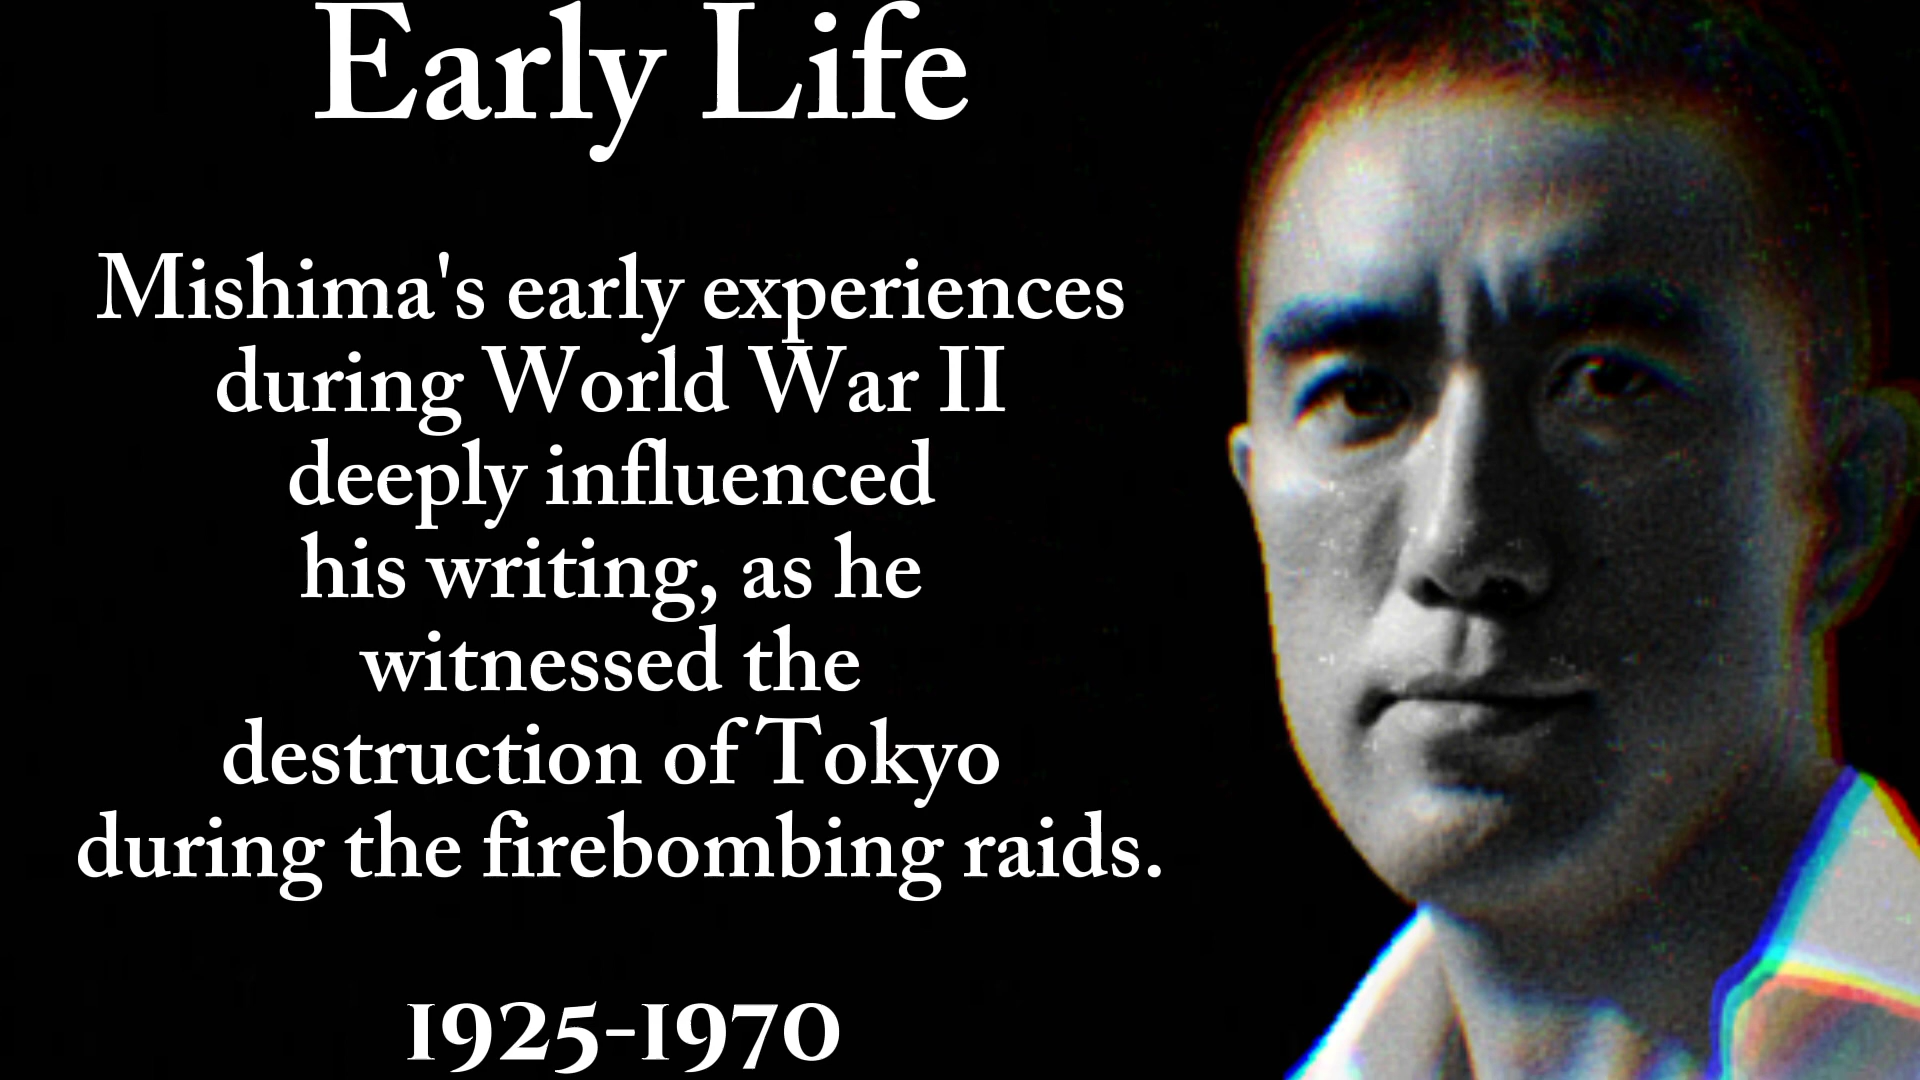 Early Life
Mishima's early experiences
during World War II
deeply influenced
his writing, as he
witnessed the
destruction of Tokyo
during the firebombing raids.
1925-1970